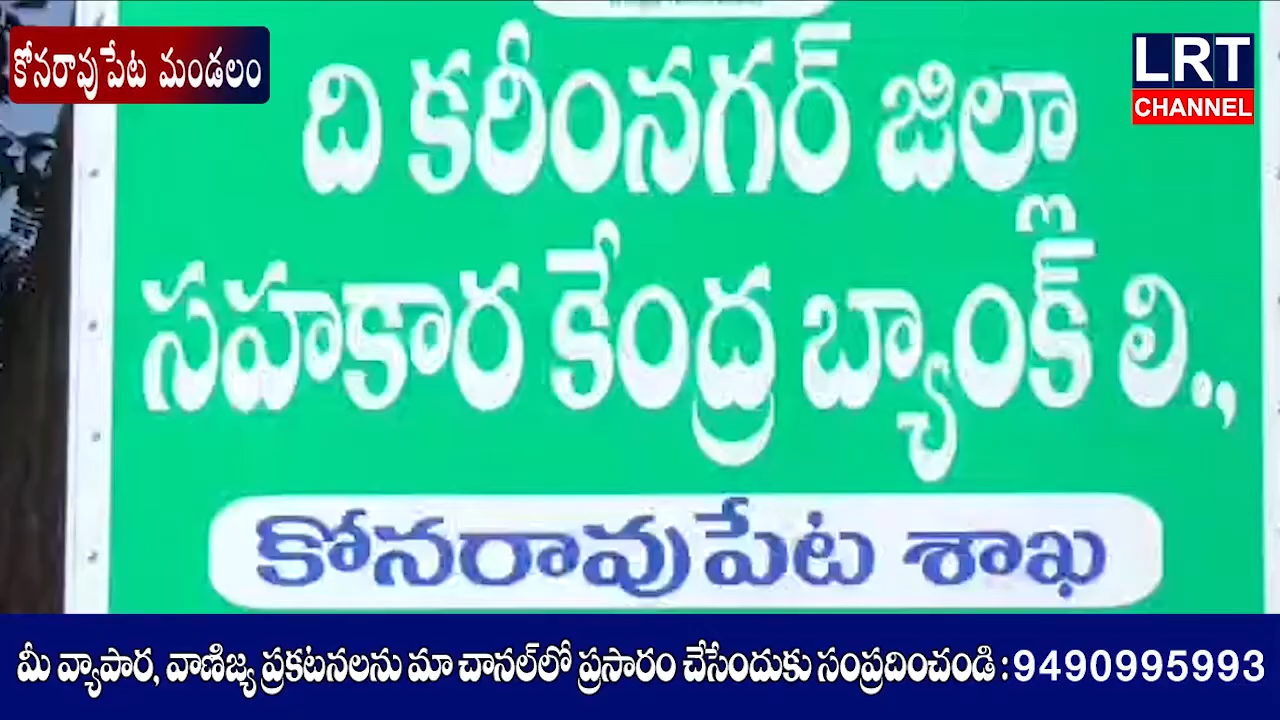 కోనరావుపేట మండలం
LRT
CHANNEL
ది కరీంనగర్ జిల్లా
సహకార కేంద్ర బ్యాంక్ లి.,
కోనరావుపేట శాఖ
మీ వ్యాపార, వాణిజ్య ప్రకటనలను మా చానల్‌లో ప్రసారం చేసేందుకు సంప్రదించండి :9490995993